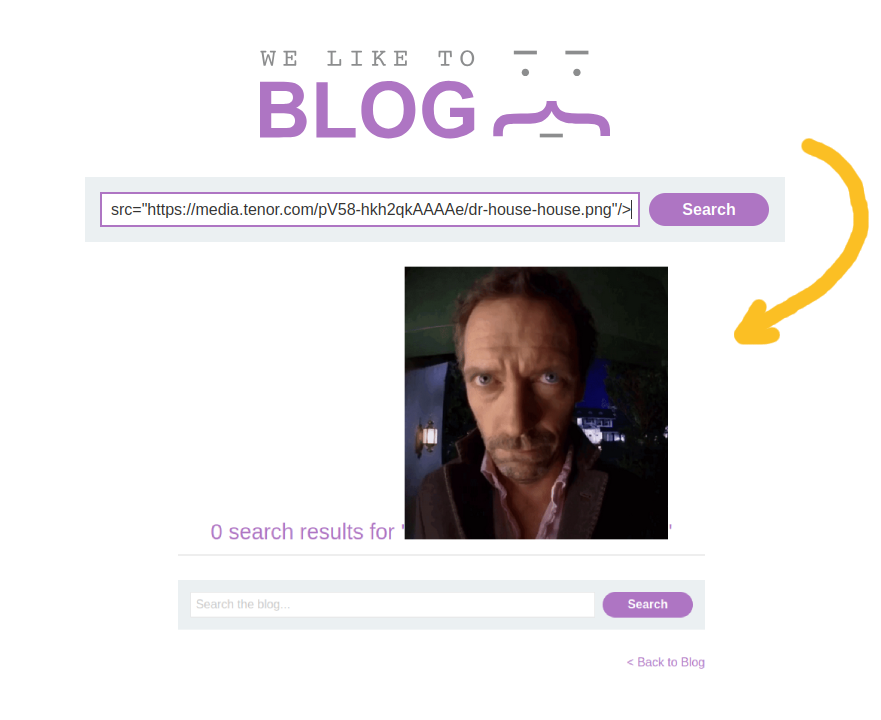 WE LIKE TO
BLOG
src="https://media.tenor.com/pV58-hkh2qkAAAAe/dr-house-house.png"/>
Search
0 search results for '
'
Search the blog...
Search
< Back to Blog